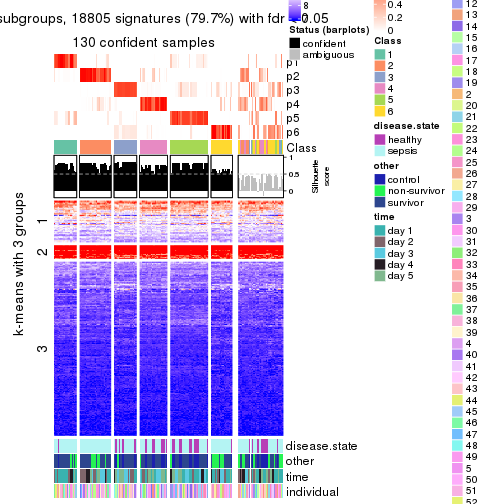 subgroups, 18805 signatures (79.7%) with fdr < 0.05
130 confident samples
p1
p2
p3
p4
p5
p6
Class
1
0.5
0
Silhouette
score
k-means with 3 groups
1
2
3
disease.state
other
time
individual
8
Status (barplots)
confident
ambiguous
0.4
0.2
0
Class
1
2
3
4
5
6
disease.state
healthy
sepsis
other
control
non-survivor
survivor
time
day 1
day 2
day 3
day 4
day 5
12
13
14
15
16
17
18
19
2
20
21
22
23
24
25
26
27
28
29
3
30
31
32
33
34
35
36
37
38
39
4
40
41
42
43
44
45
46
47
48
49
5
50
51